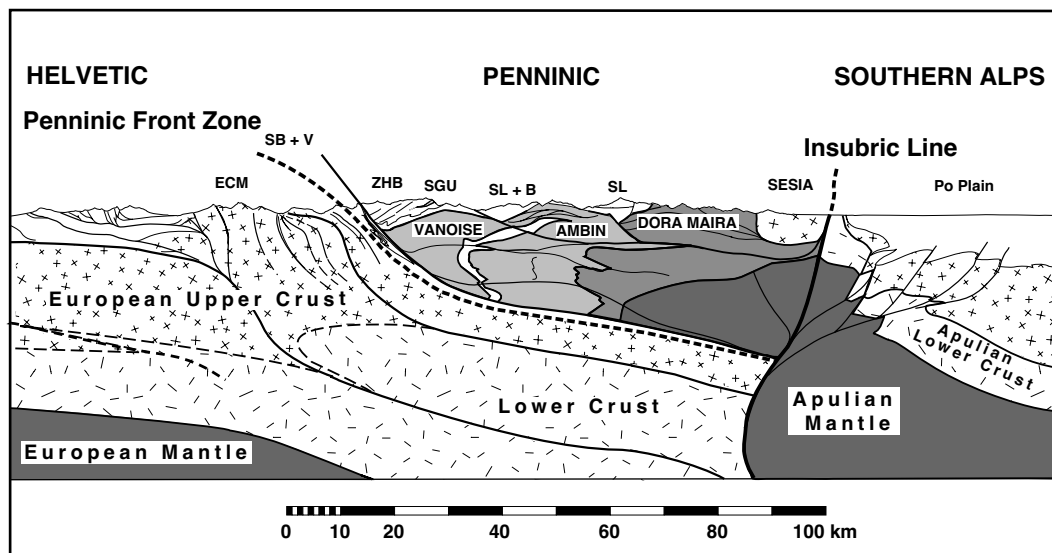 HELVETIC PENNINIC SOUTHERN ALPS
Penninic Front Zone
SB + V
Insubric Line
ECM ZHB SGU SL + B SL SESIA Po Plain
VANOISE AMBIN DORA MAIRA
European Upper Crust
Apulian
Lower Crust
Lower Crust
Apulian
Mantle
European Mantle
0 10 20 40 60 80 100 km